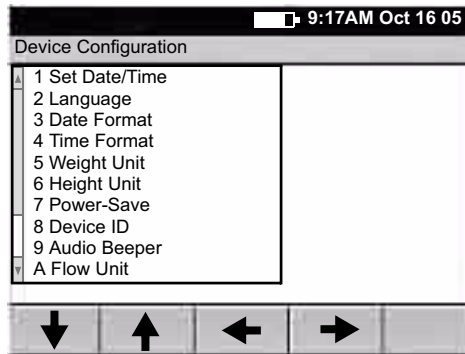 9:17AM Oct 16 05
Device Configuration
1 Set Date/Time
2 Language
3 Date Format
4 Time Format
5 Weight Unit
6 Height Unit
7 Power-Save
8 Device ID
9 Audio Beeper
A Flow Unit